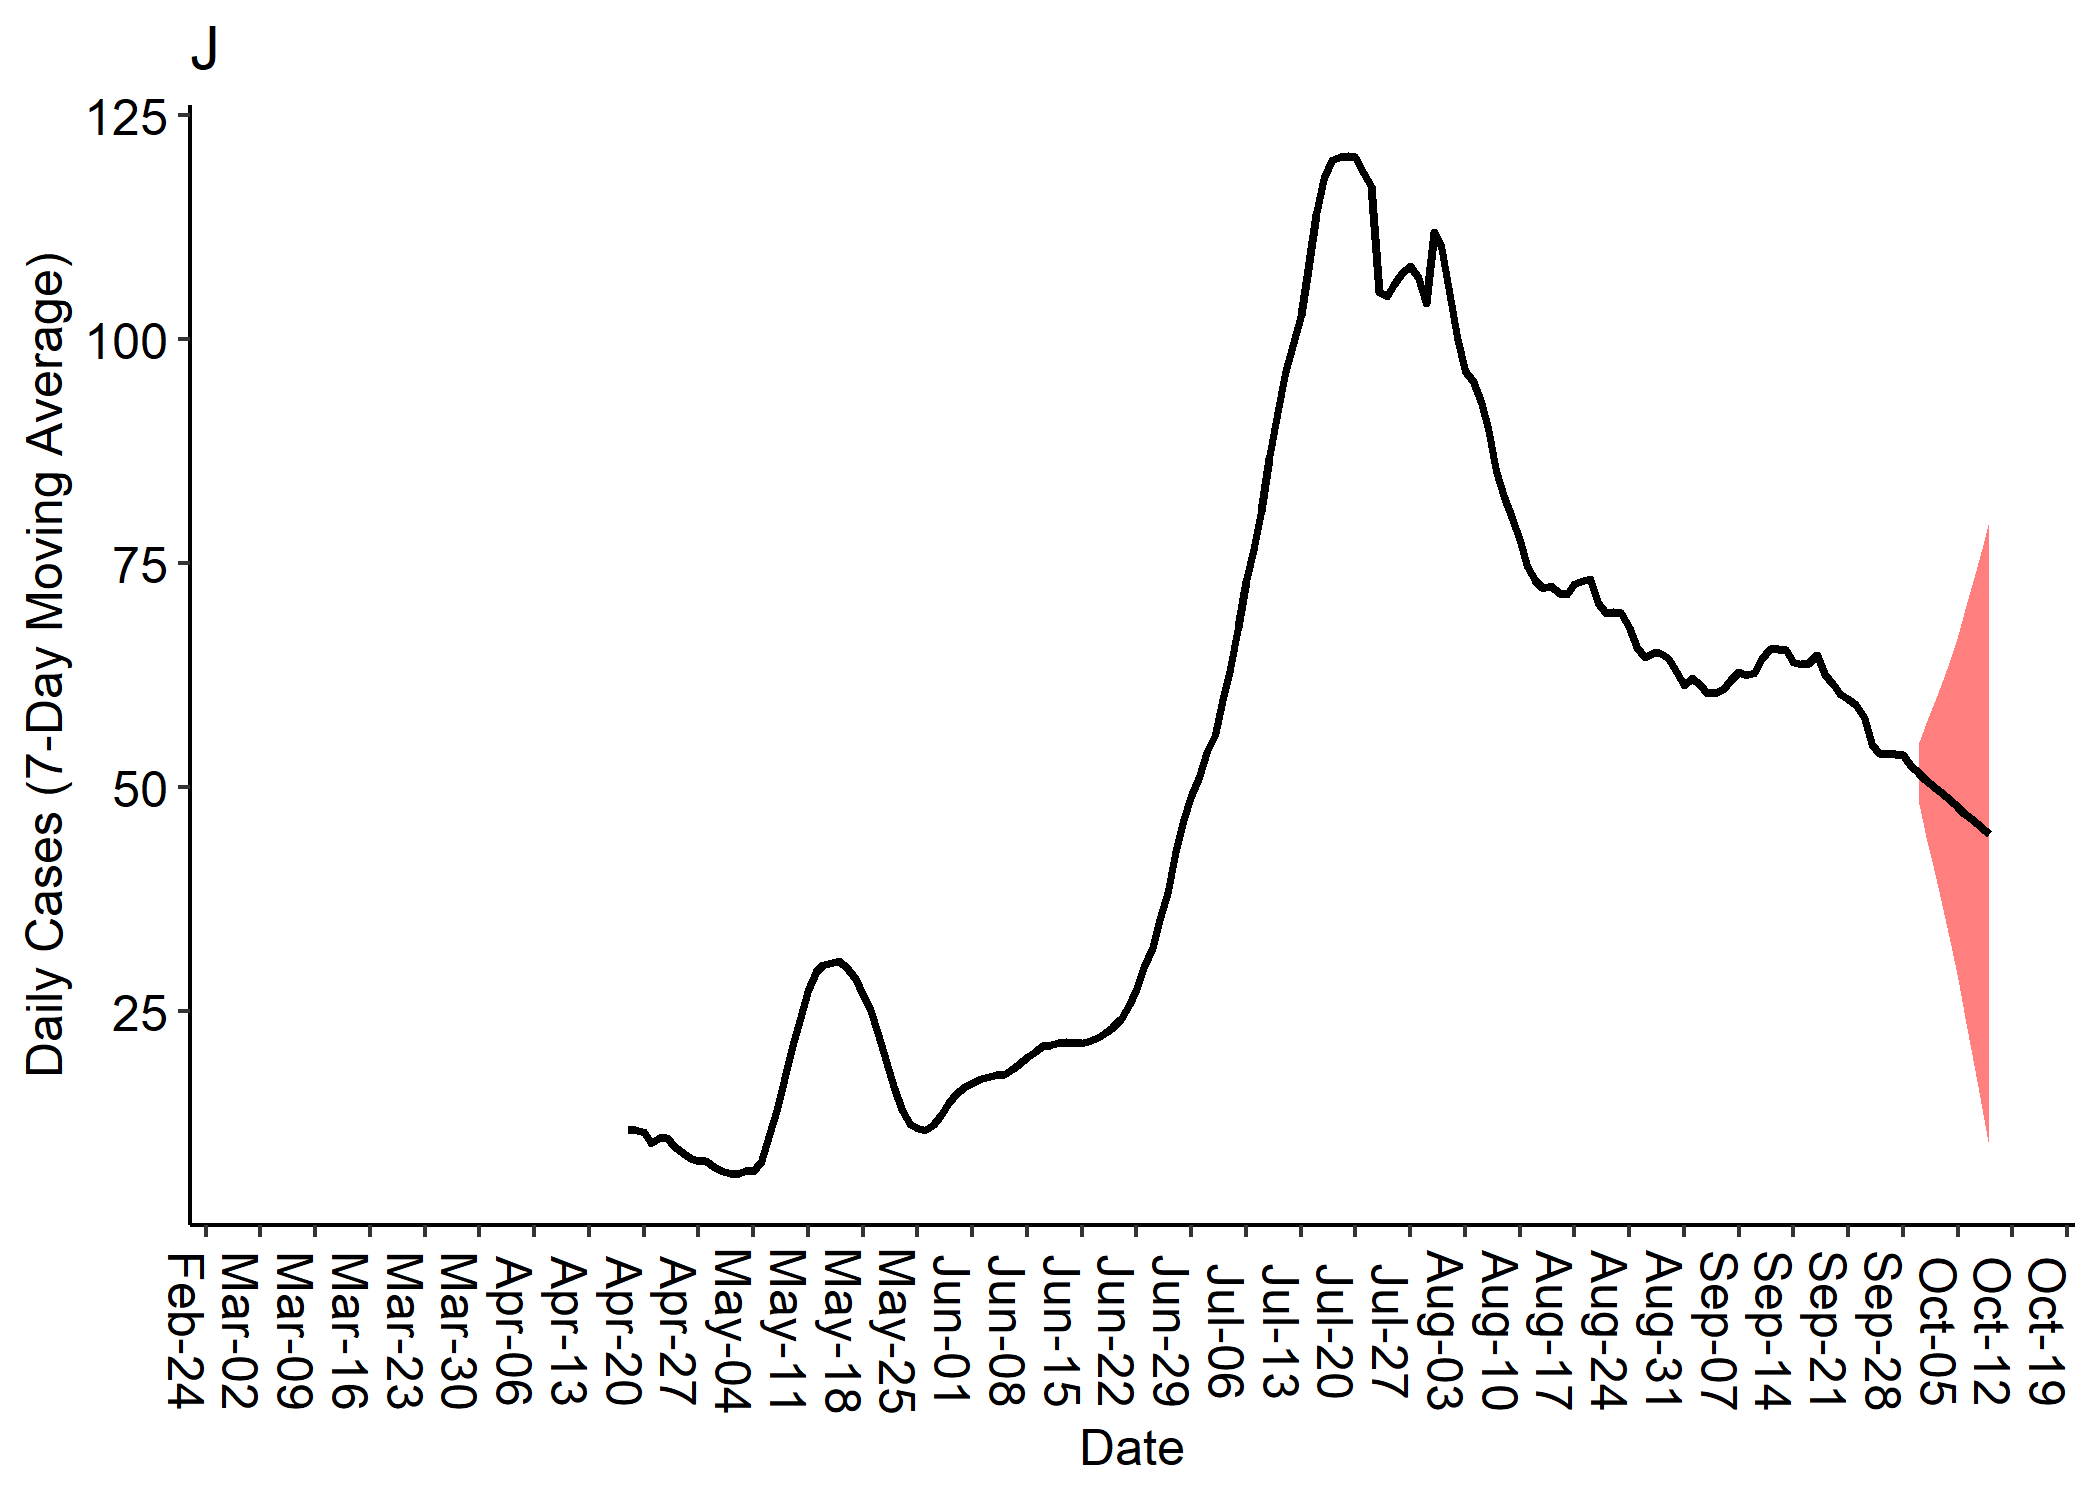 J
Daily Cases (7-Day Moving Average)
125
100
75
50
25
Feb-24
Mar-02
Mar-09
Mar-16
Mar-23
Mar-30
Apr-06
Apr-13
Apr-20
Apr-27
May-04
May-11
May-18
May-25
Jun-01
Jun-08
Jun-15
Jun-22
Jun-29
Jul-06
Jul-13
Jul-20
Jul-27
Aug-03
Aug-10
Aug-17
Aug-24
Aug-31
Sep-07
Sep-14
Sep-21
Sep-28
Oct-05
Oct-12
Oct-19
Date